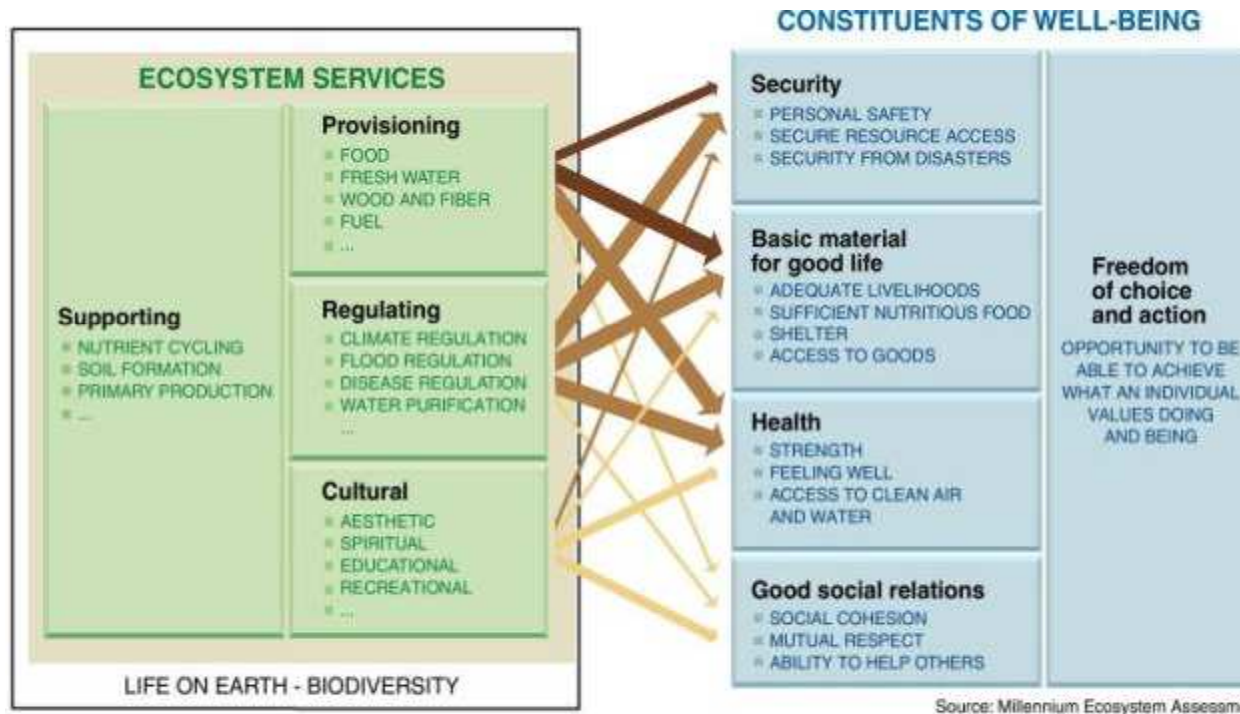 CONSTITUENTS OF WELL-BEING
ECOSYSTEM SERVICES
Supporting
NUTRIENT CYCLING
SOIL FORMATION
PRIMARY PRODUCTION
...
Provisioning
FOOD
FRESH WATER
WOOD AND FIBER
FUEL
...
Regulating
CLIMATE REGULATION
FLOOD REGULATION
DISEASE REGULATION
WATER PURIFICATION
...
Cultural
AESTHETIC
SPIRITUAL
EDUCATIONAL
RECREATIONAL
...
LIFE ON EARTH - BIODIVERSITY
Security
PERSONAL SAFETY
SECURE RESOURCE ACCESS
SECURITY FROM DISASTERS
Basic material
for good life
ADEQUATE LIVELIHOODS
SUFFICIENT NUTRITIOUS FOOD
SHELTER
ACCESS TO GOODS
Health
STRENGTH
FEELING WELL
ACCESS TO CLEAN AIR
AND WATER
Good social relations
SOCIAL COHESION
MUTUAL RESPECT
ABILITY TO HELP OTHERS
Freedom
of choice
and action
OPPORTUNITY TO BE
ABLE TO ACHIEVE
WHAT AN INDIVIDUAL
VALUES DOING
AND BEING
Source: Millennium Ecosystem Assessm